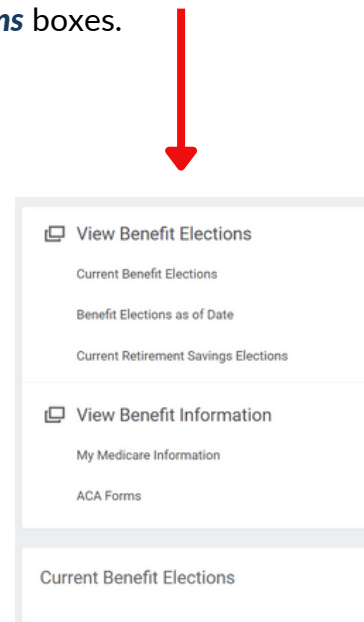 boxes.
View Benefit Elections
Current Benefit Elections
Benefit Elections as of Date
Current Retirement Savings Elections
View Benefit Information
My Medicare Information
ACA Forms
Current Benefit Elections